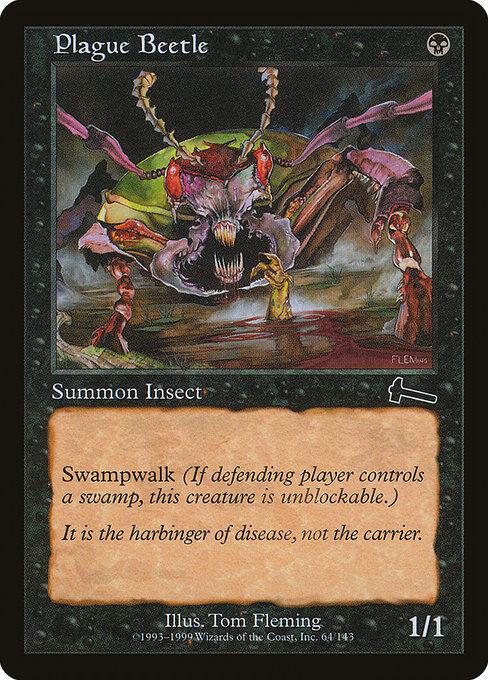 Plague Beetle
FLEMING
Summon Insect
Swampwalk (If defending player controls
a swamp, this creature is unblockable.)
It is the harbinger of disease, not the carrier.
Illus. Tom Fleming
©1993–1999 Wizards of the Coast, Inc. 64/143
1/1